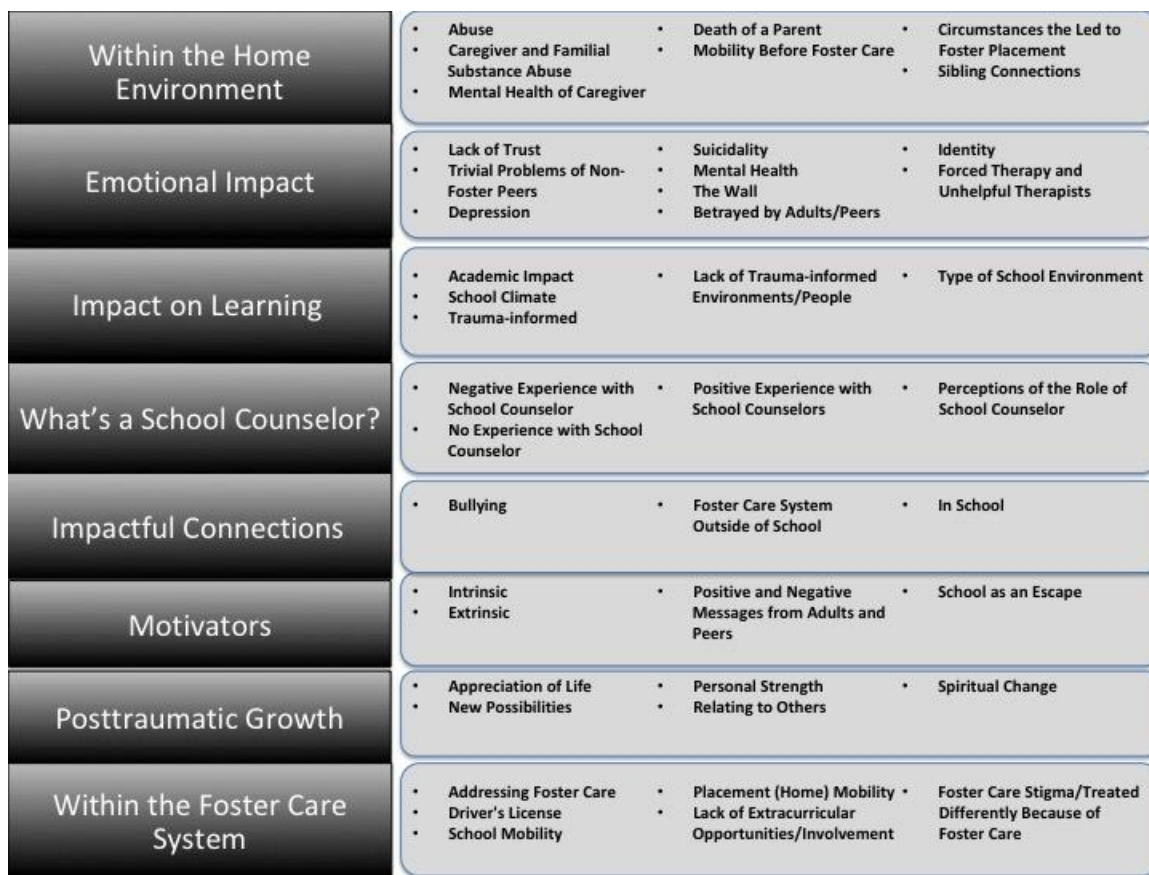 Within the Home
Environment
• Abuse
• Caregiver and Familial
Substance Abuse
• Mental Health of Caregiver
• Death of a Parent
• Mobility Before Foster Care
• Circumstances the Led to
Foster Placement
• Sibling Connections
Emotional Impact
• Lack of Trust
• Trivial Problems of Non-
Foster Peers
• Depression
• Suicidality
• Mental Health
• The Wall
• Betrayed by Adults/Peers
• Identity
• Forced Therapy and
Unhelpful Therapists
Impact on Learning
• Academic Impact
• School Climate
• Trauma-informed
• Lack of Trauma-informed
Environments/People
• Type of School Environment
What's a School Counselor?
• Negative Experience with
School Counselor
• No Experience with School
Counselor
• Positive Experience with
School Counselors
• Perceptions of the Role of
School Counselor
Impactful Connections
• Bullying
• Foster Care System
Outside of School
• In School
Motivators
• Intrinsic
• Extrinsic
• Positive and Negative
Messages from Adults and
Peers
• School as an Escape
Posttraumatic Growth
• Appreciation of Life
• New Possibilities
• Personal Strength
• Relating to Others
• Spiritual Change
Within the Foster Care
System
• Addressing Foster Care
• Driver's License
• School Mobility
• Placement (Home) Mobility
• Lack of Extracurricular
Opportunities/Involvement
• Foster Care Stigma/Treated
Differently Because of
Foster Care